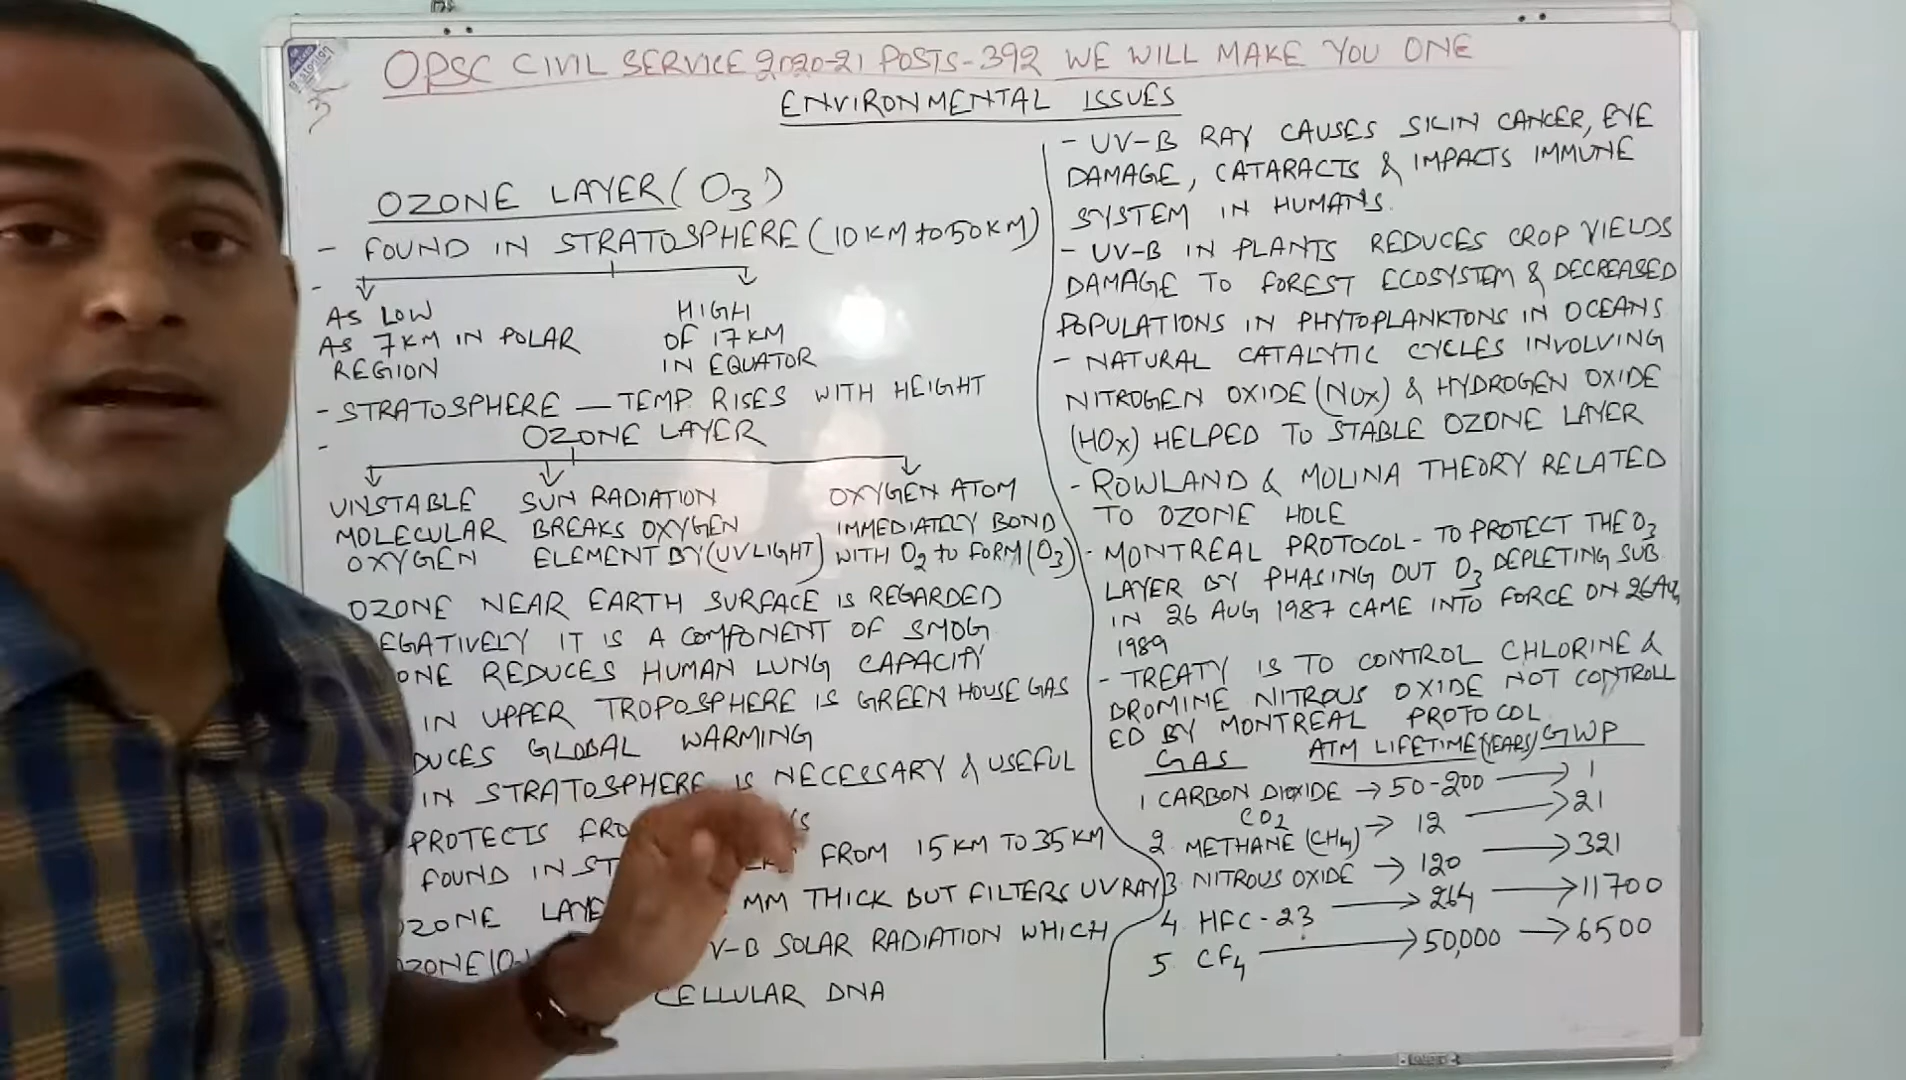 OPSC CIVIL SERVICE 2020-21 POSTS-392 WE WILL MAKE YOU ONE
ENVIRONMENTAL ISSUES
OZONE LAYER (O3)
- FOUND IN STRATOSPHERE (10KM to 50KM)
AS LOW
AS 7KM IN POLAR
REGION
HIGH
OF 17KM
IN EQUATOR
- STRATOSPHERE — TEMP. RISES WITH HEIGHT
- OZONE LAYER
UNSTABLE
MOLECULAR
OXYGEN
SUN RADIATION
BREAKS OXYGEN
ELEMENT BY (UV LIGHT)
OXYGEN ATOM
IMMEDIATELY BOND
WITH O2 to FORM (O3)
OZONE NEAR EARTH SURFACE IS REGARDED
EGATIVELY IT IS A COMPONENT OF SMOG
ONE REDUCES HUMAN LUNG CAPACITY
IN UPPER TROPOSPHERE IS GREEN HOUSE GAS
DUCES GLOBAL WARMING
IN STRATOSPHERE IS NECESSARY & USEFUL
PROTECTS
FOUND IN FROM 15KM TO 35KM
OZONE MM THICK BUT FILTERS UV RAY
V-B SOLAR RADIATION WHICH
CELLULAR DNA
- UV-B RAY CAUSES SKIN CANCER, EYE
DAMAGE, CATARACTS & IMPACTS IMMUNE
SYSTEM IN HUMANS.
- UV-B IN PLANTS REDUCES CROP YIELDS
DAMAGE TO FOREST ECOSYSTEM & DECREASED
POPULATIONS IN PHYTOPLANKTONS IN OCEANS
- NATURAL CATALYTIC CYCLES INVOLVING
NITROGEN OXIDE (NOx) & HYDROGEN OXIDE
(HOx) HELPED TO STABLE OZONE LAYER
- ROWLAND & MOLINA THEORY RELATED
TO OZONE HOLE
- MONTREAL PROTOCOL - TO PROTECT THE O3
LAYER BY PHASING OUT O3 DEPLETING SUB.
IN 26 AUG 1987 CAME INTO FORCE ON 26 AUG
1989
- TREATY IS TO CONTROL CHLORINE &
BROMINE NITROUS OXIDE NOT CONTROLL
ED BY MONTREAL PROTOCOL
GAS ATM LIFETIME (YEARS) GWP
1 CARBON DIOXIDE → 50-200 → 1
CO2
2. METHANE (CH4) → 12 → 21
3. NITROUS OXIDE → 120 → 321
4. HFC-23 → 264 → 11700
5. CF4 → 50,000 → 6500